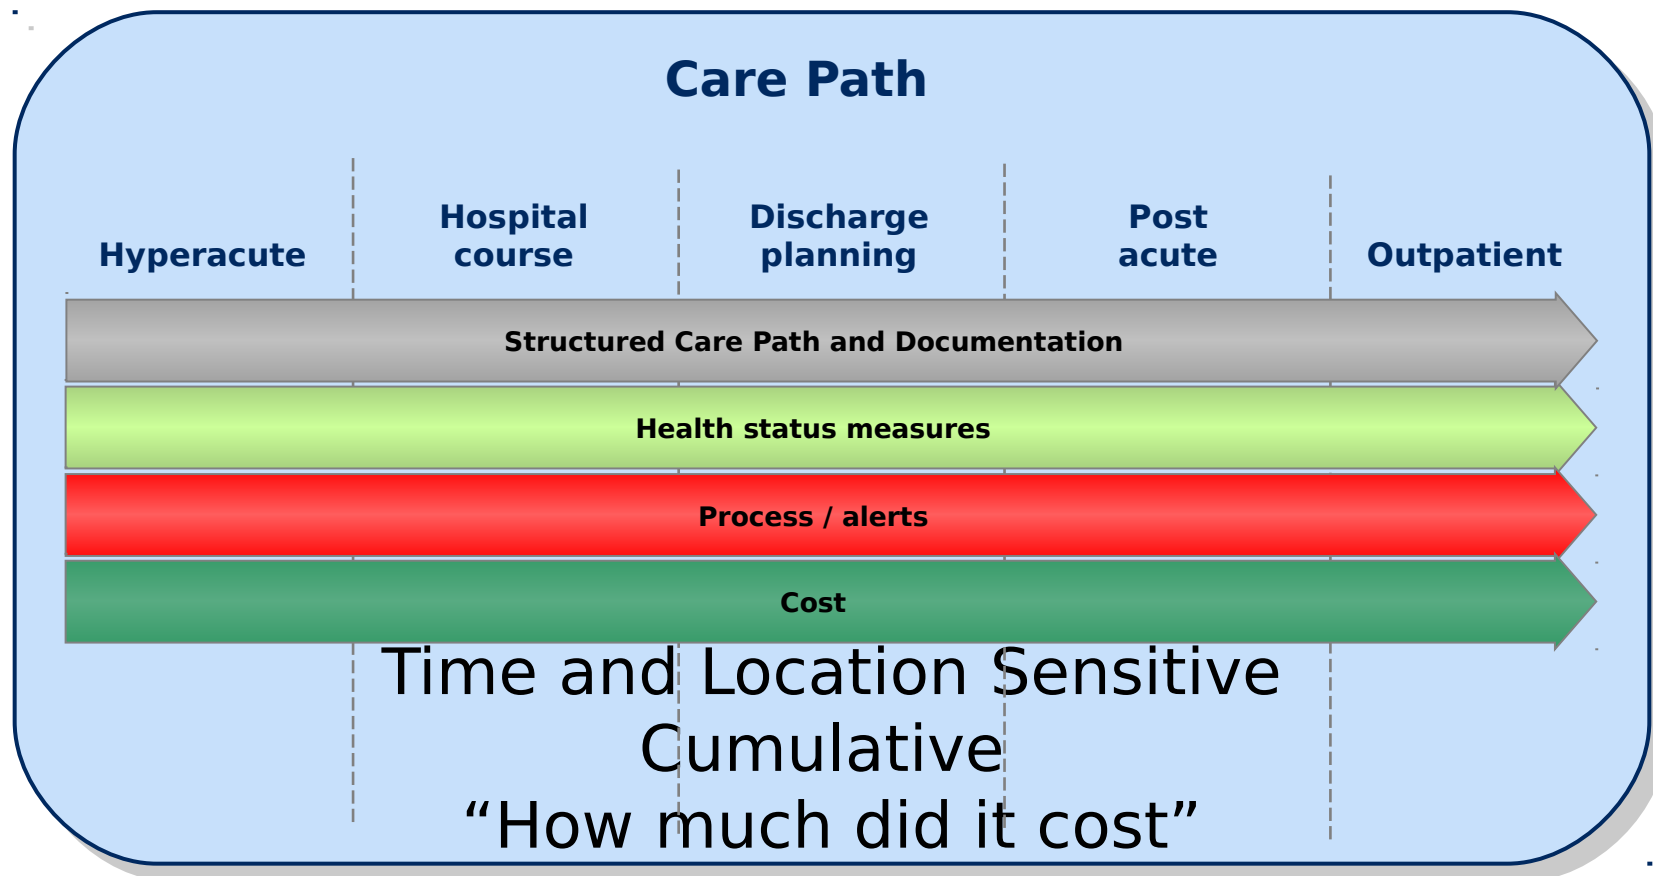 Care Path
Hyperacute
Hospital
course
Discharge
planning
Post
acute
Outpatient
Structured Care Path and Documentation
Health status measures
Process / alerts
Cost
Time and Location Sensitive
Cumulative
“How much did it cost”